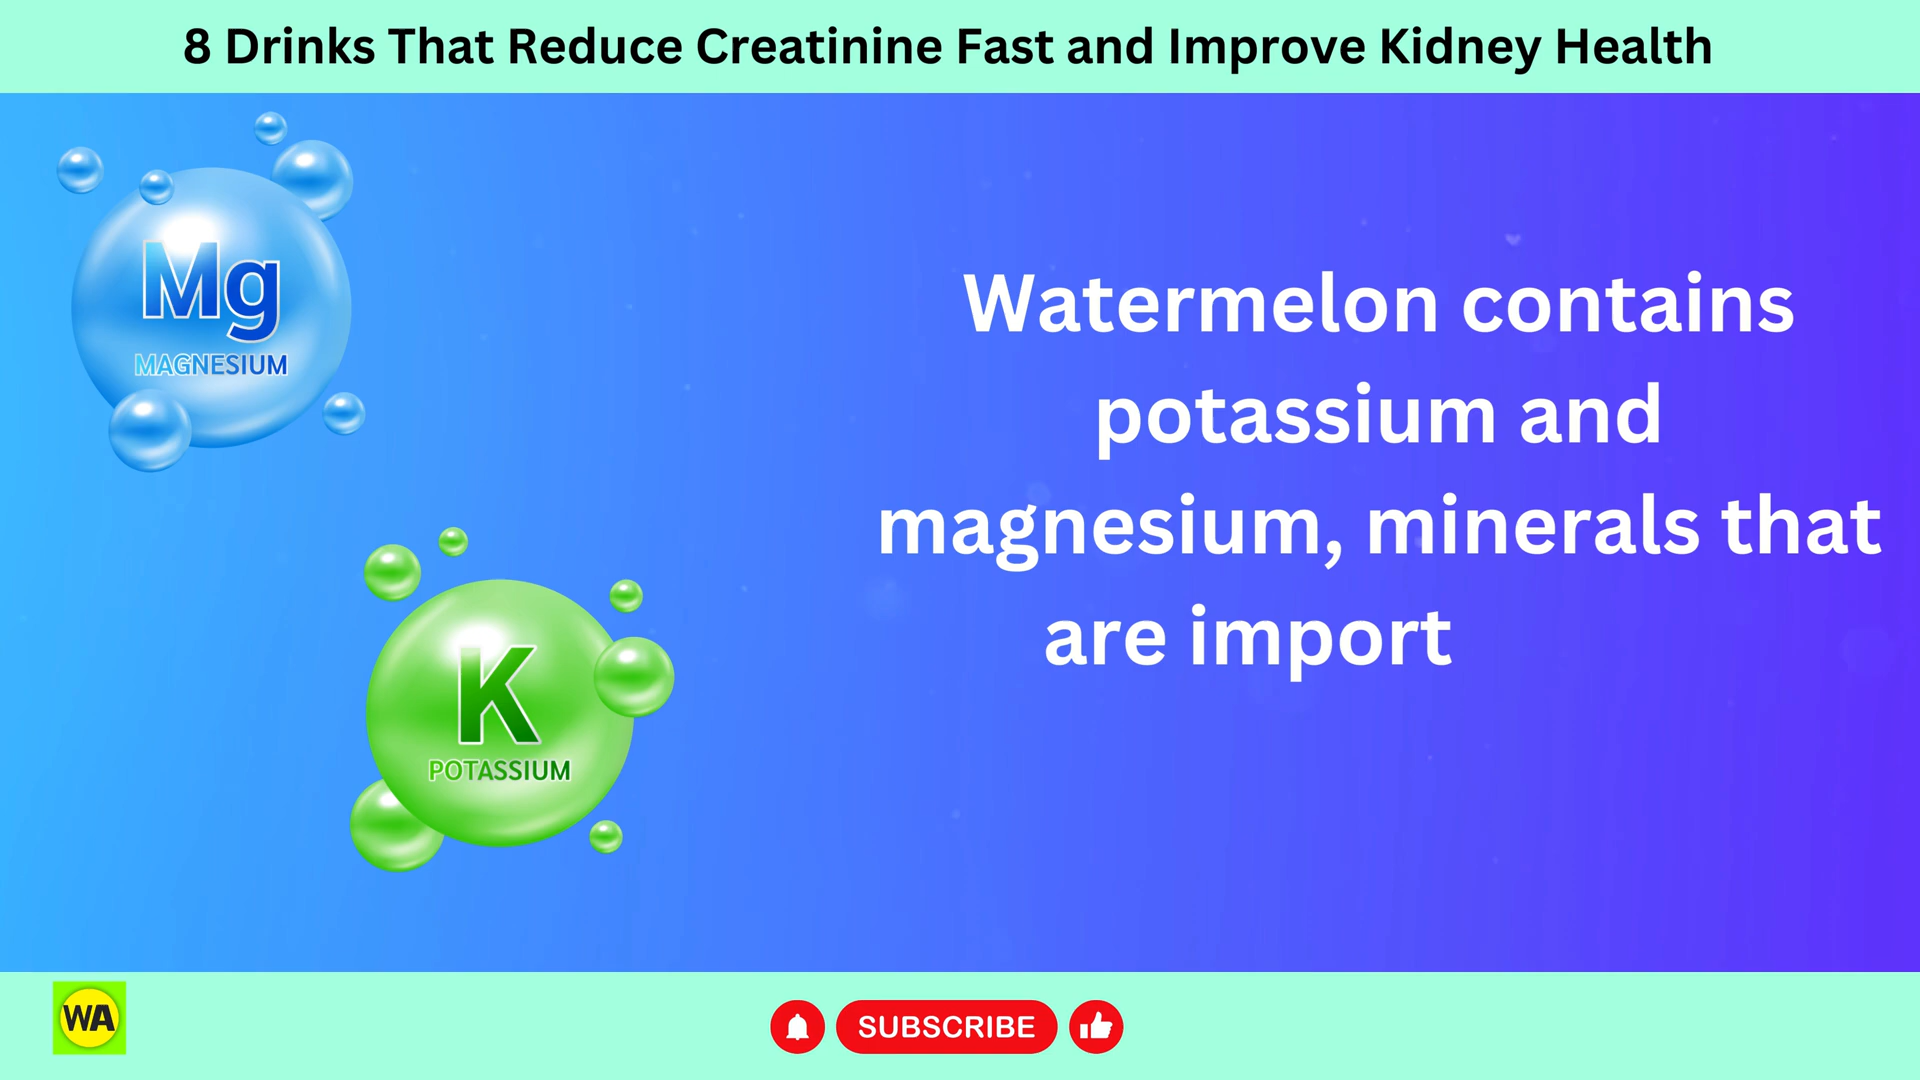 8 Drinks That Reduce Creatinine Fast and Improve Kidney Health
Mg
MAGNESIUM
Watermelon contains
potassium and
magnesium, minerals that
are import
K
POTASSIUM
WA
SUBSCRIBE